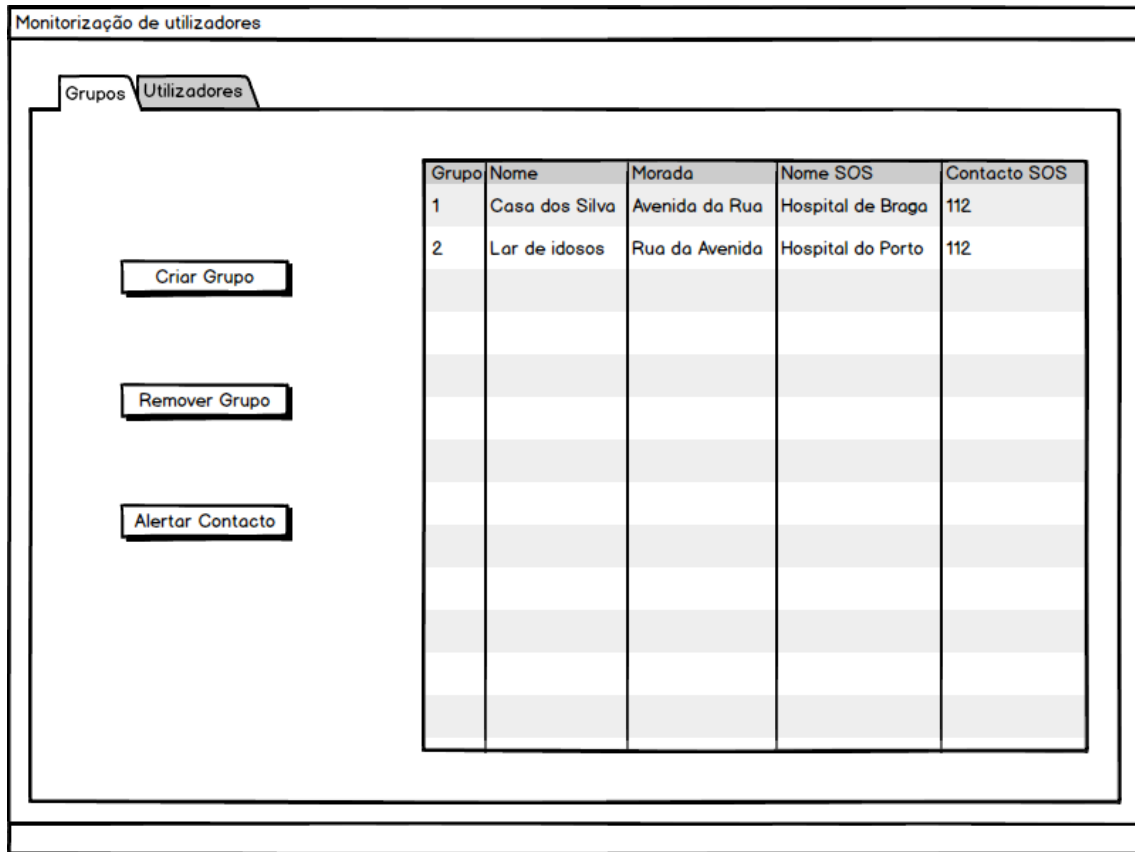 Monitorização de utilizadores
Grupos Utilizadores
Grupo Nome Morada Nome SOS Contacto SOS
1 Casa dos Silva Avenida da Rua Hospital de Braga 112
2 Lar de idosos Rua da Avenida Hospital do Porto 112
Criar Grupo
Remover Grupo
Alertar Contacto